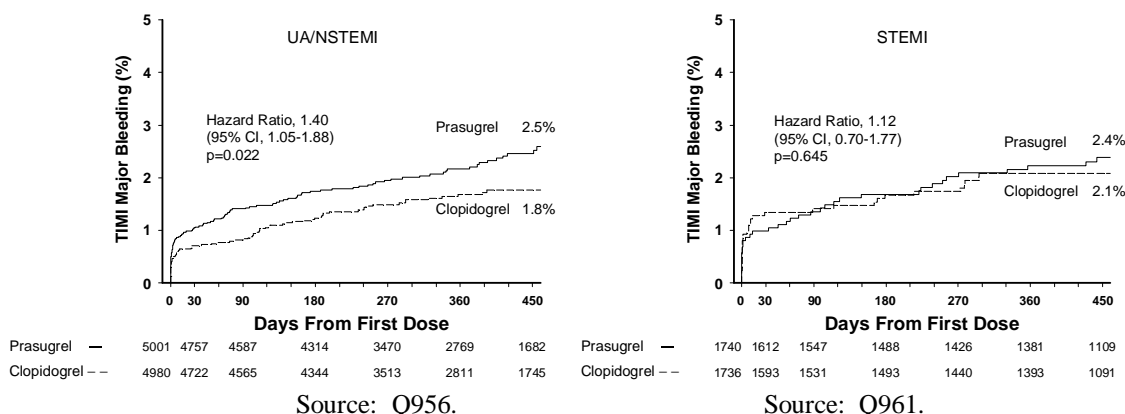 UA/NSTEMI
TIMI Major Bleeding (%)
5
4
3
2
1
0
Hazard Ratio, 1.40
(95% CI, 1.05-1.88)
p=0.022
Prasugrel 2.5%
Clopidogrel 1.8%
0 30 90 180 270 360 450
Days From First Dose
Prasugrel 5001 4757 4587 4314 3470 2769 1682
Clopidogrel 4980 4722 4565 4344 3513 2811 1745
Source: Q956.
STEMI
TIMI Major Bleeding (%)
5
4
3
2
1
0
Hazard Ratio, 1.12
(95% CI, 0.70-1.77)
p=0.645
Prasugrel 2.4%
Clopidogrel 2.1%
0 30 90 180 270 360 450
Days From First Dose
Prasugrel 1740 1612 1547 1488 1426 1381 1109
Clopidogrel 1736 1593 1531 1493 1440 1393 1091
Source: Q961.